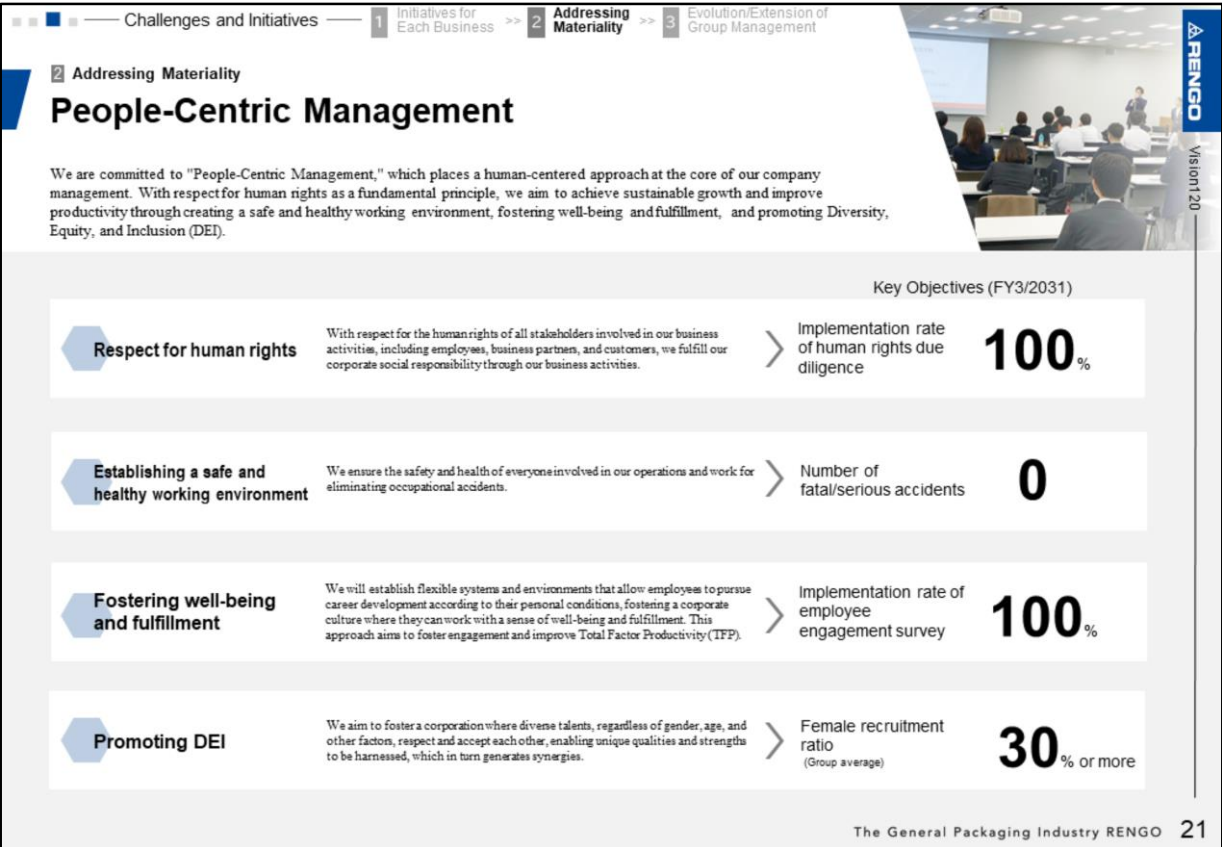 Challenges and Initiatives
1 Initiatives for
Each Business
>>
2 Addressing
Materiality
>>
3 Evolution/Extension of
Group Management
RENGO
Vision120
2 Addressing Materiality
People-Centric Management
We are committed to "People-Centric Management," which places a human-centered approach at the core of our company
management. With respect for human rights as a fundamental principle, we aim to achieve sustainable growth and improve
productivity through creating a safe and healthy working environment, fostering well-being and fulfillment, and promoting Diversity,
Equity, and Inclusion (DEI).
Key Objectives (FY3/2031)
Respect for human rights
With respect for the human rights of all stakeholders involved in our business
activities, including employees, business partners, and customers, we fulfill our
corporate social responsibility through our business activities.
Implementation rate
of human rights due
diligence
100%
Establishing a safe and
healthy working environment
We ensure the safety and health of everyone involved in our operations and work for
eliminating occupational accidents.
Number of
fatal/serious accidents
0
Fostering well-being
and fulfillment
We will establish flexible systems and environments that allow employees to pursue
career development according to their personal conditions, fostering a corporate
culture where they can work with a sense of well-being and fulfillment. This
approach aims to foster engagement and improve Total Factor Productivity (TFP).
Implementation rate of
employee
engagement survey
100%
Promoting DEI
We aim to foster a corporation where diverse talents, regardless of gender, age, and
other factors, respect and accept each other, enabling unique qualities and strengths
to be harnessed, which in turn generates synergies.
Female recruitment
ratio
(Group average)
30% or more
The General Packaging Industry RENGO 21